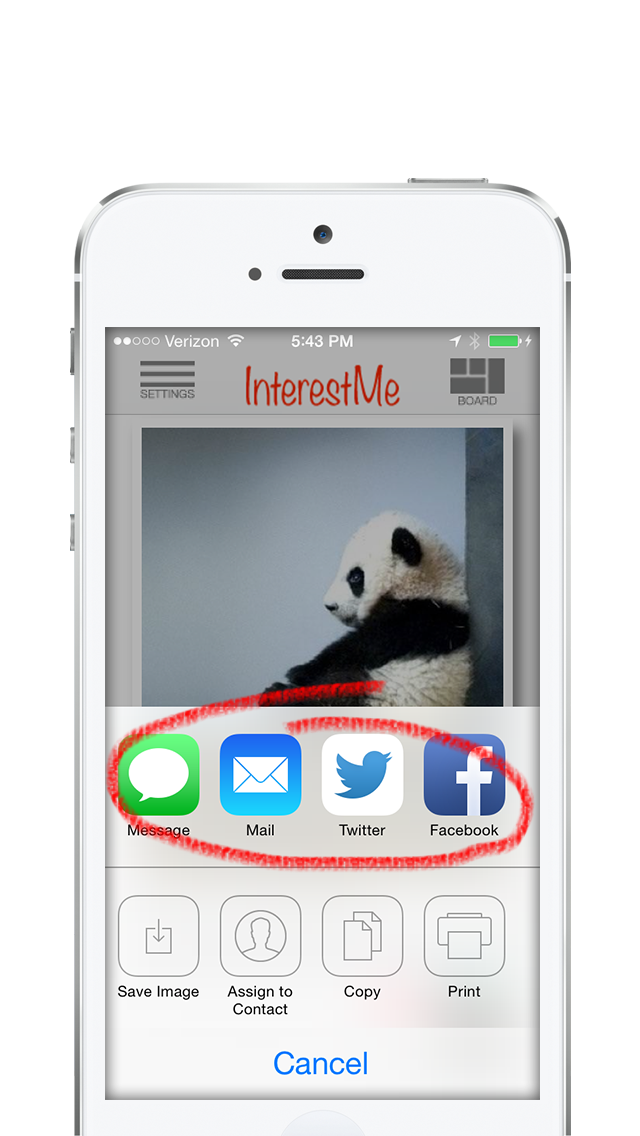 Verizon 5:43 PM
SETTINGS InterestMe BOARD
Message Mail Twitter Facebook
Save Image Assign to Contact Copy Print
Cancel